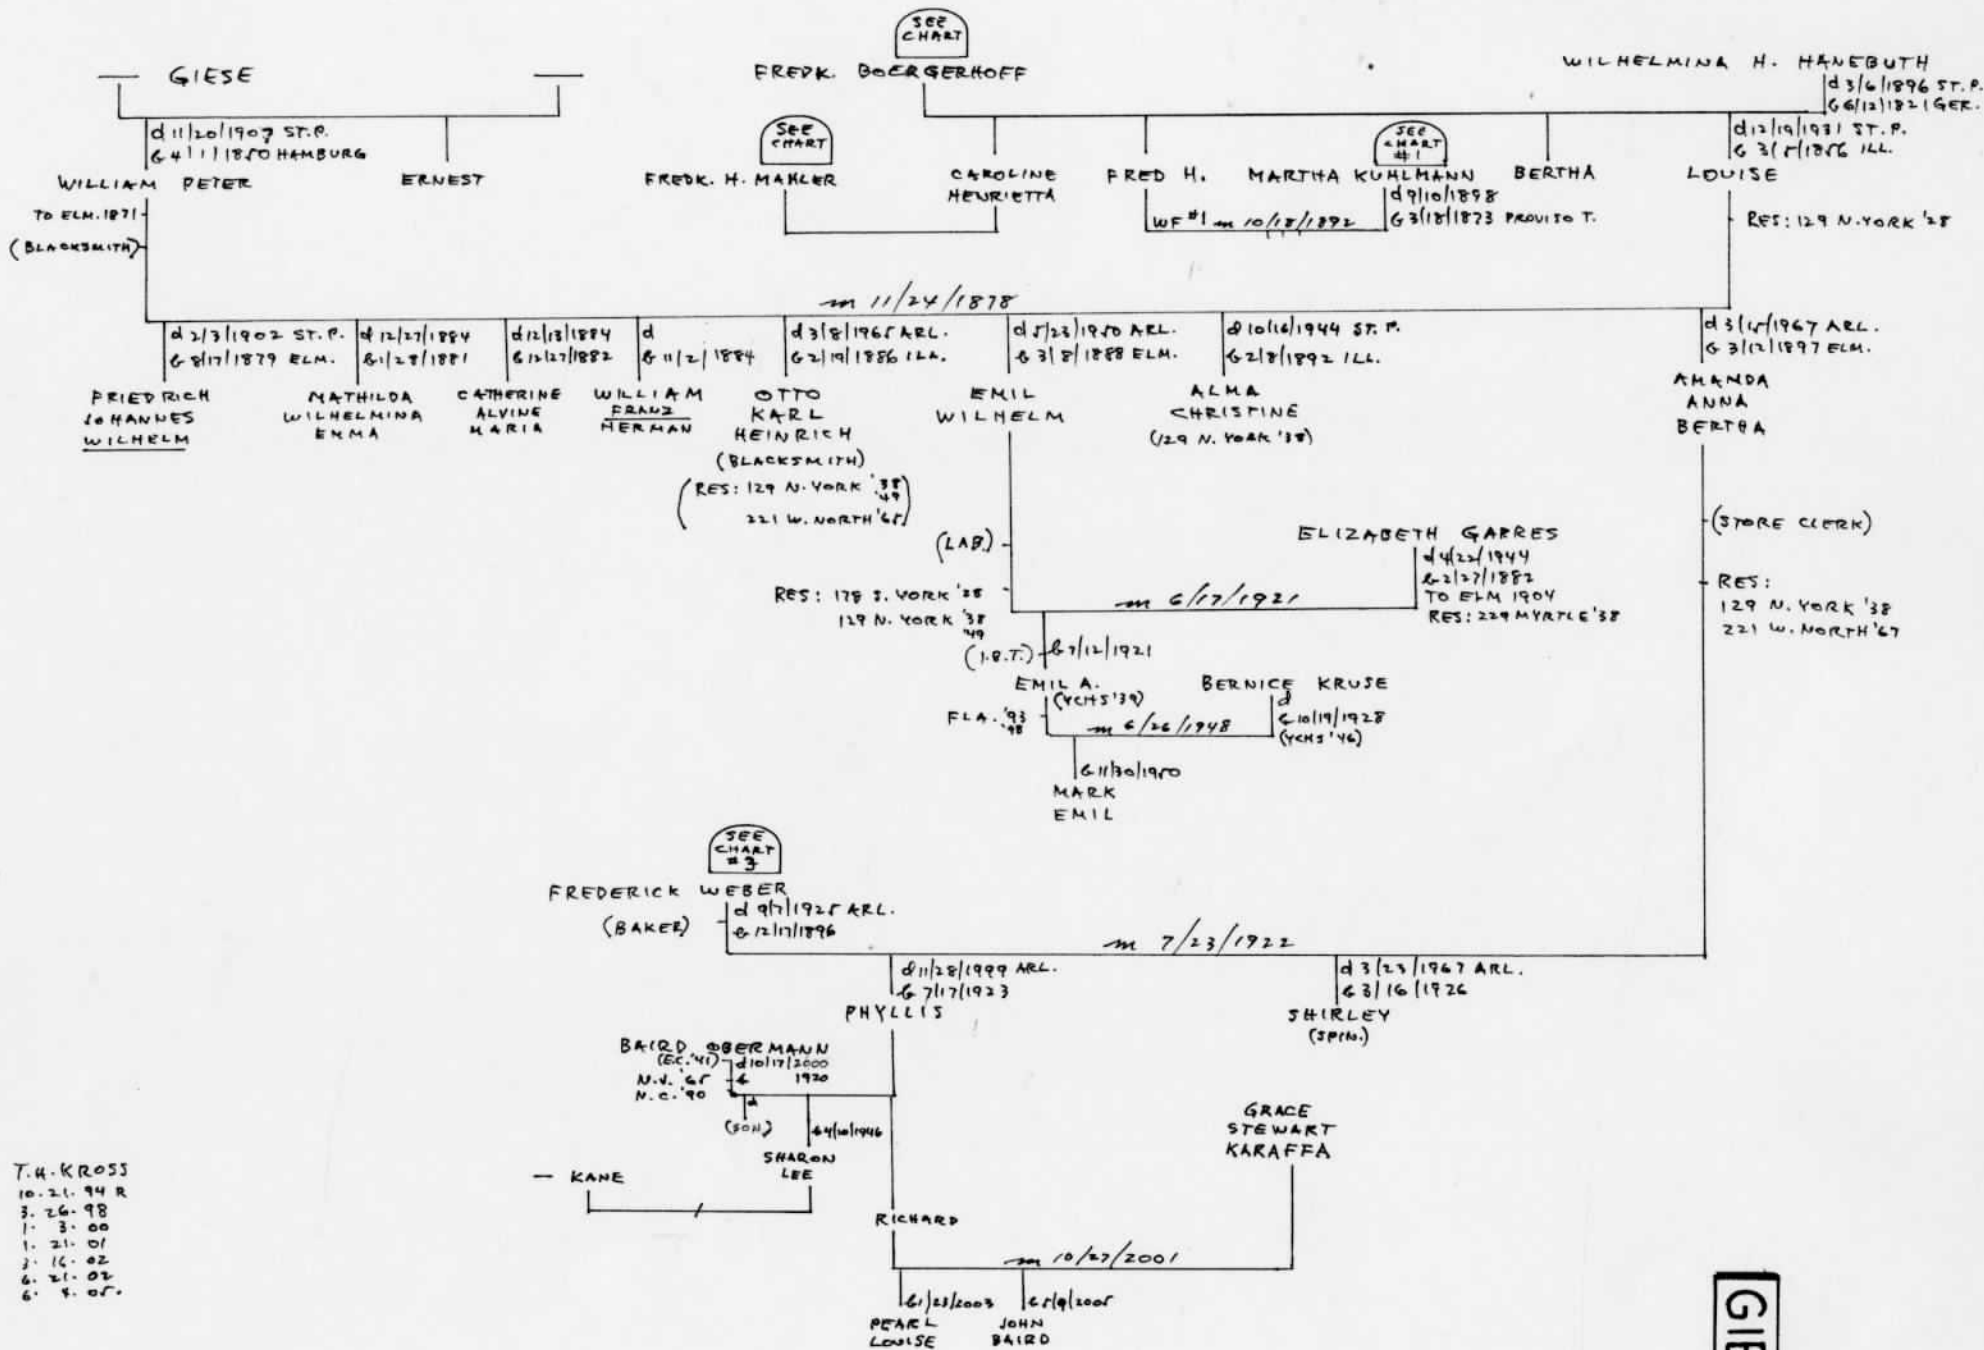 SEE
CHART
GIESE
FREDK. BOERGERHOFF
WILHELMINA H. HANEBUTH
d 3/6/1896 ST. P.
b 6/12/1821 GER.
d 11/20/1907 ST. P.
b 4/1/1850 HAMBURG
WILLIAM PETER
TO ELM. 1871
(BLACKSMITH)
ERNEST
SEE
CHART
FREDK. H. MAHLER
CAROLINE
HENRIETTA
FRED H.
SEE
CHART
#1
MARTHA KUHLMANN
d 9/10/1898
b 3/18/1873 PROVISO T.
WF #1 m 10/18/1892
BERTHA
d 12/19/1931 ST. P.
b 3/5/1856 ILL.
LOUISE
RES: 129 N. YORK '28
m 11/24/1878
d 2/3/1902 ST. P.
b 8/17/1879 ELM.
FRIEDRICH
JOHANNES
WILHELM
d 12/27/1884
b 1/28/1881
MATHILDA
WILHELMINA
EMMA
d 12/13/1884
b 12/27/1882
CATHERINE
ALVINE
MARIA
d
b 11/2/1884
WILLIAM
FRANZ
HERMAN
d 3/8/1965 ARL.
b 2/19/1886 ILL.
OTTO
KARL
HEINRICH
(BLACKSMITH)
(RES: 129 N. YORK '38
'49
221 W. NORTH '65)
d 5/23/1950 ARL.
b 3/8/1888 ELM.
EMIL
WILHELM
(LAB.)
RES: 178 S. YORK '28
129 N. YORK '38
'49
d 10/16/1944 ST. P.
b 2/8/1892 ILL.
ALMA
CHRISTINE
(129 N. YORK '38)
d 3/15/1967 ARL.
b 3/12/1897 ELM.
AMANDA
ANNA
BERTHA
(STORE CLERK)
RES:
129 N. YORK '38
221 W. NORTH '67
ELIZABETH GARRES
d 4/22/1944
b 2/27/1882
TO ELM 1904
RES: 229 MYRTLE '38
m 6/17/1921
(I.B.T.)
b 7/12/1921
EMIL A.
(YCHS '39)
FLA. '93
'98
BERNICE KRUSE
d
b 10/19/1928
(YCHS '46)
m 6/26/1948
b 11/30/1950
MARK
EMIL
SEE
CHART
#3
FREDERICK WEBER
(BAKER)
d 9/7/1925 ARL.
b 12/17/1896
m 7/23/1922
d 11/28/1999 ARL.
b 7/17/1923
PHYLLIS
d 3/23/1967 ARL.
b 3/16/1926
SHIRLEY
(SPIN.)
BAIRD OBERMANN
(E.C. '41)
d 10/17/2000
b 1920
N.C. '90
d
(SON)
SHARON
LEE
KANE
RICHARD
GRACE
STEWART
KARAFFA
m 10/27/2001
b 1/23/2003
PEARL
LOUISE
b 5/9/2005
JOHN
BAIRD
T.H. KROSS
10. 21. 94 R
3. 26. 98
1. 3. 00
1. 21. 01
3. 16. 02
6. 21. 02
6. 4. 05.